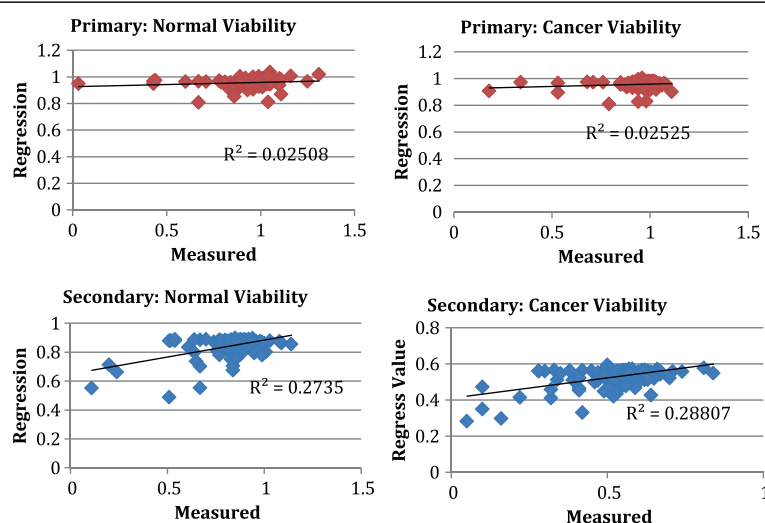 Primary: Normal Viability
1.2
1
0.8
0.6
0.4
0.2
0
Regression
R² = 0.02508
0 0.5 1 1.5
Measured
Primary: Cancer Viability
1.2
1
0.8
0.6
0.4
0.2
0
Regression
R² = 0.02525
0 0.5 1 1.5
Measured
Secondary: Normal Viability
1
0.8
0.6
0.4
0.2
0
Regression
R² = 0.2735
0 0.5 1 1.5
Measured
Secondary: Cancer Viability
0.8
0.6
0.4
0.2
0
Regress Value
R² = 0.28807
0 0.5 1
Measured